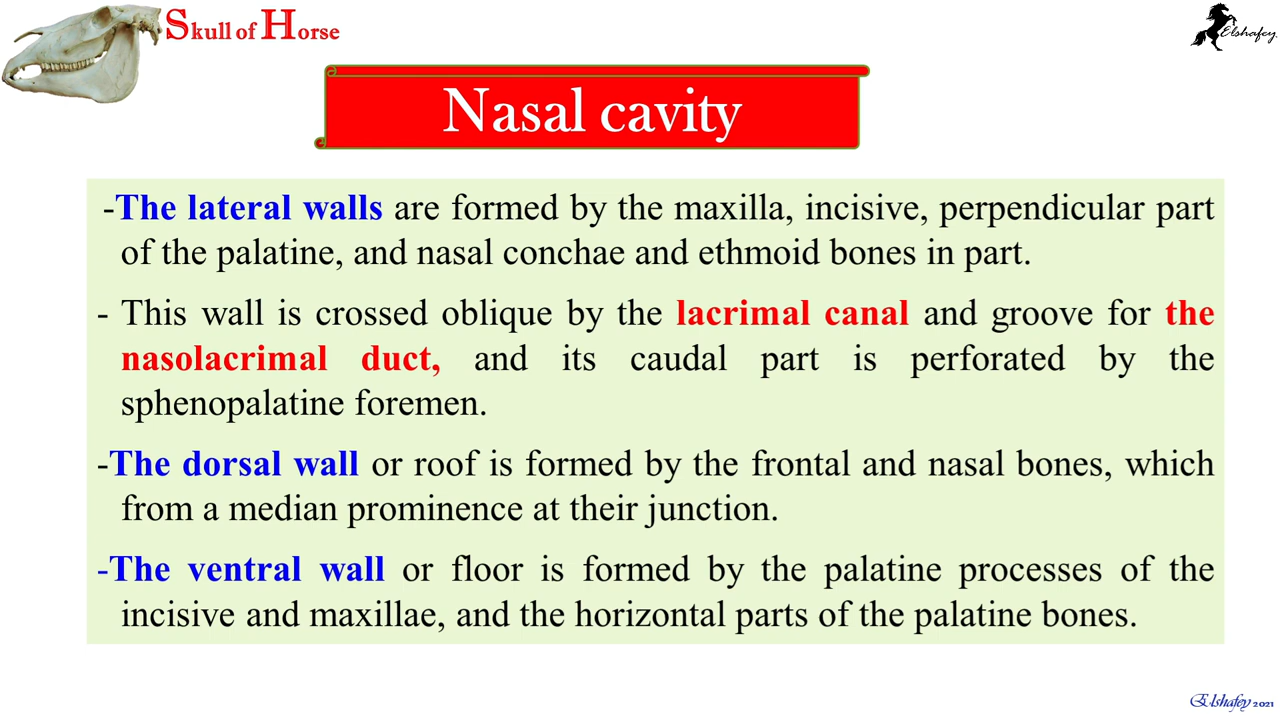 Skull of Horse
Elshafey
Nasal cavity
-The lateral walls are formed by the maxilla, incisive, perpendicular part
of the palatine, and nasal conchae and ethmoid bones in part.
- This wall is crossed oblique by the lacrimal canal and groove for the
nasolacrimal duct, and its caudal part is perforated by the
sphenopalatine foremen.
-The dorsal wall or roof is formed by the frontal and nasal bones, which
from a median prominence at their junction.
-The ventral wall or floor is formed by the palatine processes of the
incisive and maxillae, and the horizontal parts of the palatine bones.
Elshafey 2021